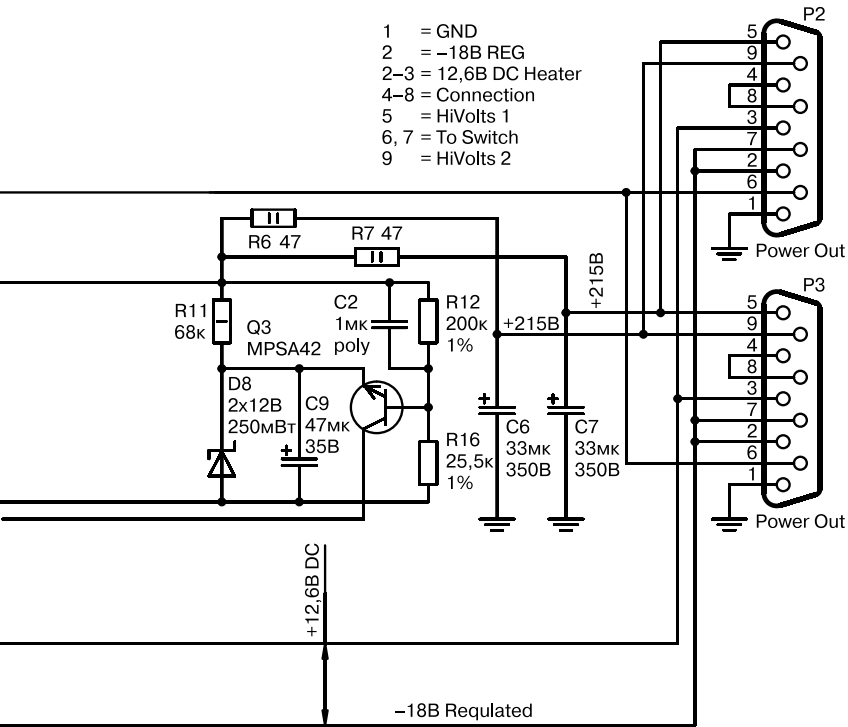 1 = GND
2 = –18В REG
2–3 = 12,6В DC Heater
4–8 = Connection
5 = HiVolts 1
6, 7 = To Switch
9 = HiVolts 2
P2
5
9
4
8
3
7
2
6
1
Power Out
R6 47
R7 47
R11
68к
Q3
MPSA42
C2
1мк
poly
R12
200к
1%
+215В
+215В
D8
2x12В
250мВт
C9
47мк
35В
+
R16
25,5к
1%
+
C6
33мк
350В
+
C7
33мк
350В
P3
5
9
4
8
3
7
2
6
1
Power Out
+12,6В DC
–18В Requlated